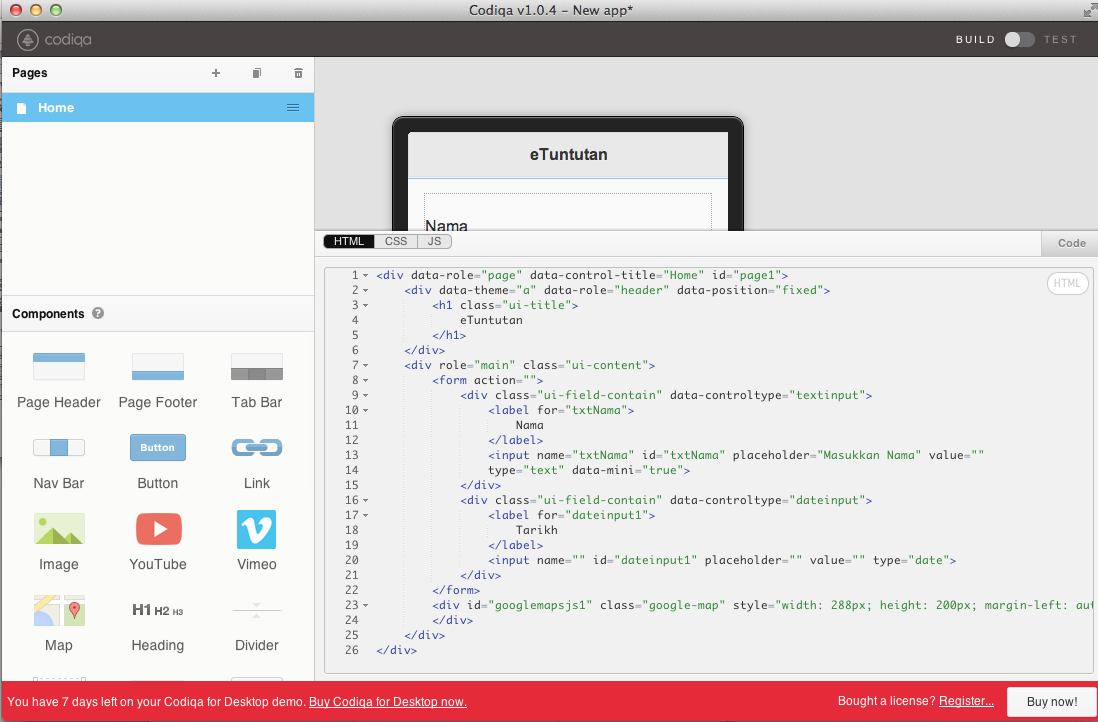 Codiqa v1.0.4 – New app*
codiqa
BUILD
TEST
Pages
Home
Components ?
Page Header
Page Footer
Tab Bar
Nav Bar
Button
Button
Link
Image
YouTube
Vimeo
Map
H1 H2 H3
Heading
Divider
eTuntutan
Nama
HTML CSS JS
Code
HTML
1 <div data-role="page" data-control-title="Home" id="page1">
2 <div data-theme="a" data-role="header" data-position="fixed">
3 <h1 class="ui-title">
4 eTuntutan
5 </h1>
6 </div>
7 <div role="main" class="ui-content">
8 <form action="">
9 <div class="ui-field-contain" data-controltype="textinput">
10 <label for="txtNama">
11 Nama
12 </label>
13 <input name="txtNama" id="txtNama" placeholder="Masukkan Nama" value=""
14 type="text" data-mini="true">
15 </div>
16 <div class="ui-field-contain" data-controltype="dateinput">
17 <label for="dateinput1">
18 Tarikh
19 </label>
20 <input name="" id="dateinput1" placeholder="" value="" type="date">
21 </div>
22 </form>
23 <div id="googlemapsjs1" class="google-map" style="width: 288px; height: 200px; margin-left: aut
24 </div>
25 </div>
26 </div>
You have 7 days left on your Codiqa for Desktop demo. Buy Codiqa for Desktop now.
Bought a license? Register...
Buy now!